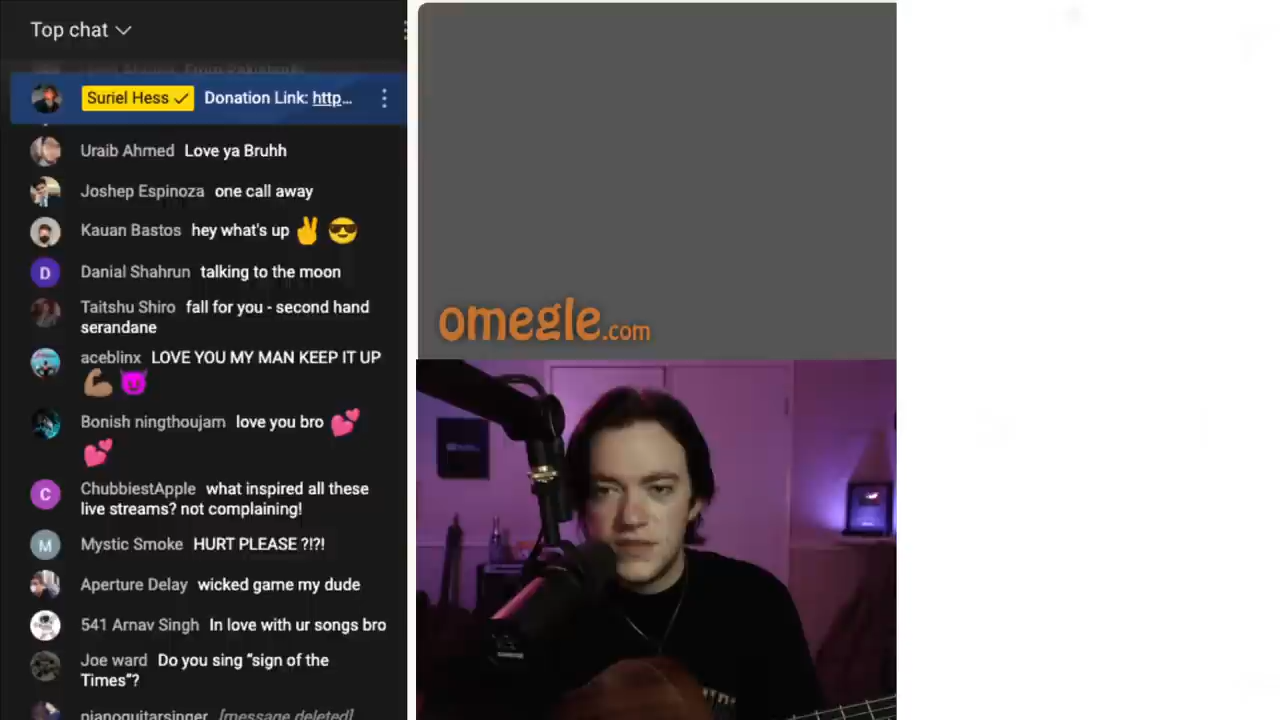 Top chat
Suriel Hess Donation Link: http...
Uraib Ahmed Love ya Bruhh
Joshep Espinoza one call away
Kauan Bastos hey what's up ✌️ 😎
D Danial Shahrun talking to the moon
Taitshu Shiro fall for you - second hand
serandane
aceblinx LOVE YOU MY MAN KEEP IT UP
💪🏽 😈
Bonish ningthoujam love you bro 💕
💕
C ChubbiestApple what inspired all these
live streams? not complaining!
M Mystic Smoke HURT PLEASE ?!?!
Aperture Delay wicked game my dude
541 Arnav Singh In love with ur songs bro
Joe ward Do you sing “sign of the
Times”?
pianoguitarsinger [message deleted]
omegle.com